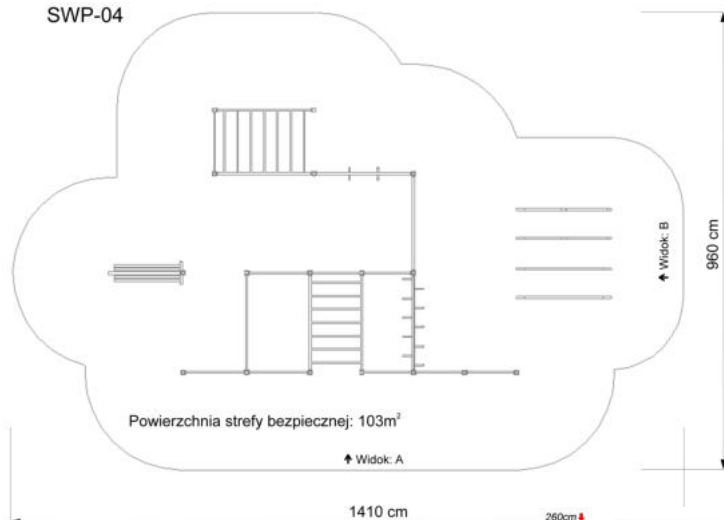 SWP-04
Widok: B
960 cm
Powierzchnia strefy bezpiecznej: 103m²
Widok: A
1410 cm
260cm